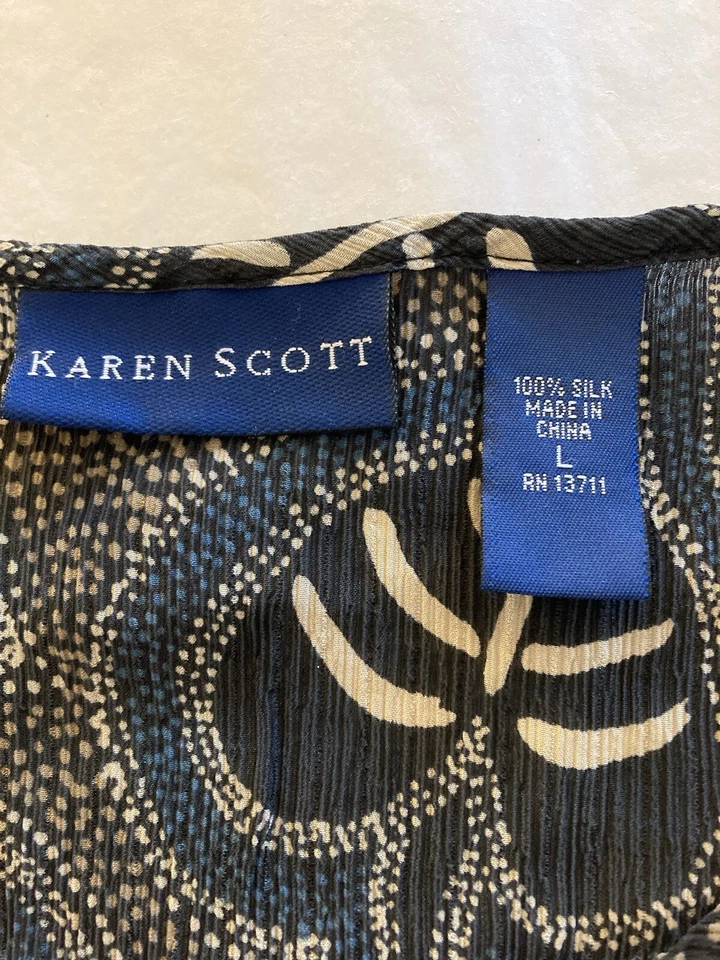 KAREN SCOTT
100% SILK
MADE IN
CHINA
L
RN 13711